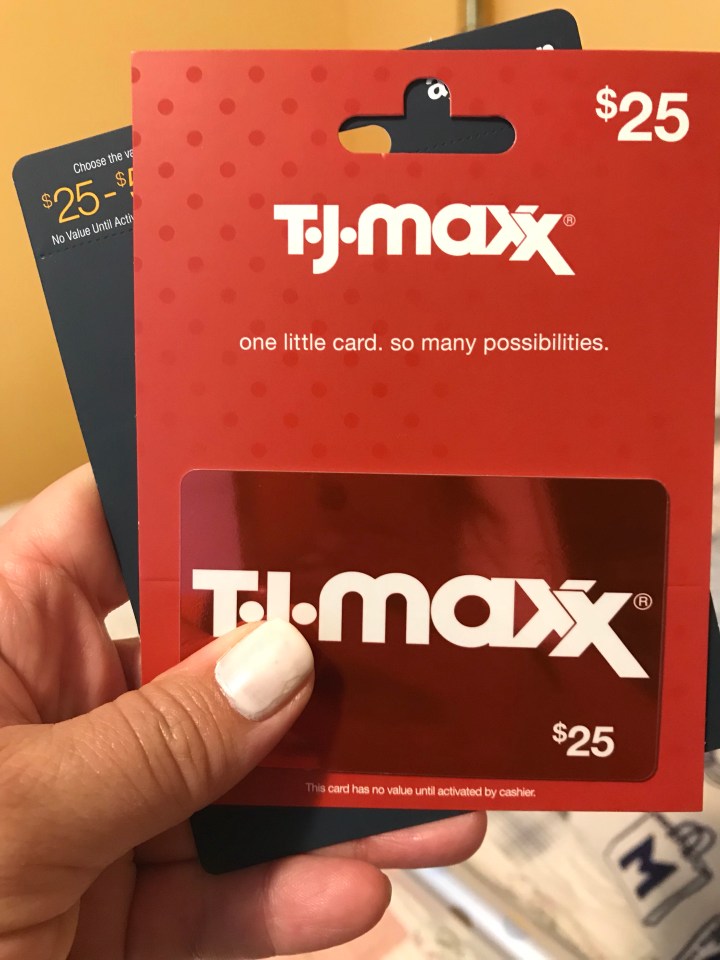 $25
T·J·maxx®
one little card. so many possibilities.
T·J·maxx®
$25
This card has no value until activated by cashier.
a
Choose the
$25-$
No Value Until
M